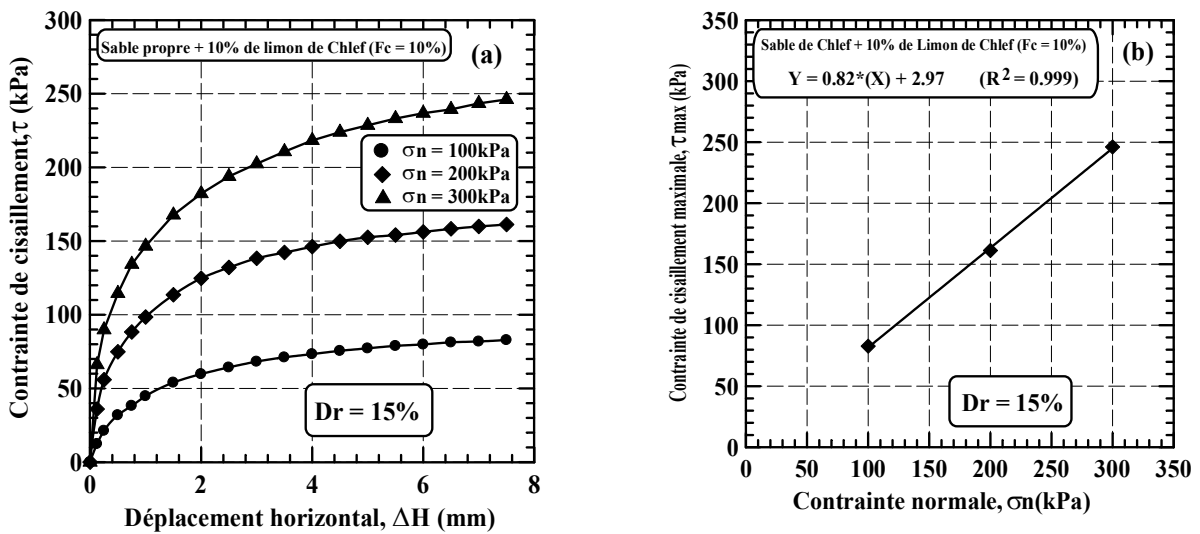 300
250
200
150
100
50
0
Contrainte de cisaillement,τ (kPa)
Sable propre + 10% de limon de Chlef (Fc = 10%)
(a)
σn = 100kPa
σn = 200kPa
σn = 300kPa
Dr = 15%
0 2 4 6 8
Déplacement horizontal, ΔH (mm)
350
300
250
200
150
100
50
0
Contrainte de cisaillement maximale, τmax (kPa)
Sable de Chlef + 10% de Limon de Chlef (Fc = 10%)
Y = 0.82*(X) + 2.97 (R² = 0.999)
(b)
Dr = 15%
0 50 100 150 200 250 300 350
Contrainte normale, σn(kPa)